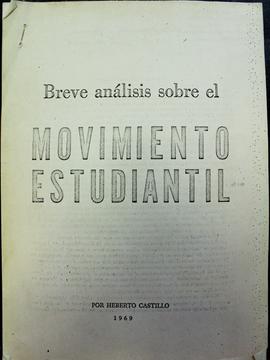 Breve análisis sobre el
MOVIMIENTO
ESTUDIANTIL
POR HEBERTO CASTILLO
1969